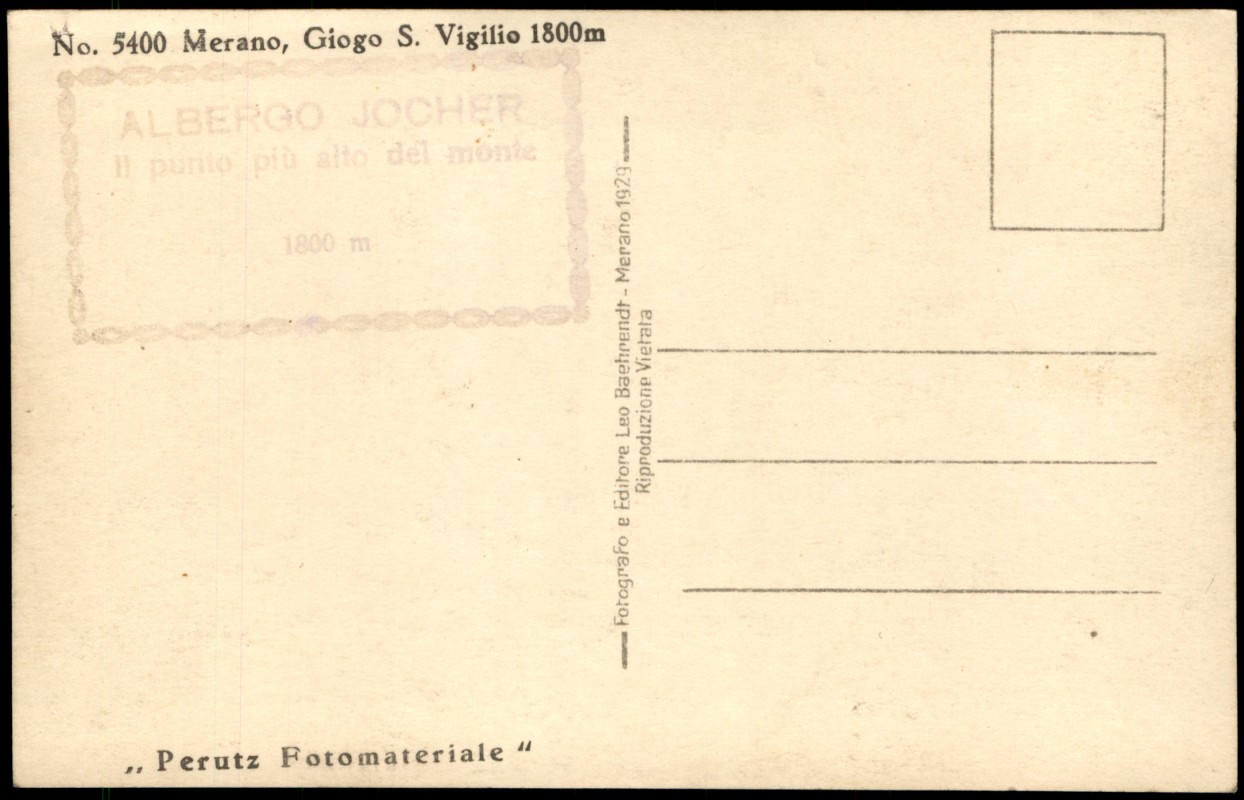 No. 5400 Merano, Giogo S. Vigilio 1800m
ALBERGO JOCHER
Il punto più alto del monte
1800 m
Fotografo e Editore Leo Baehrendt - Merano 1929
Riproduzione Vietata
„ Perutz Fotomateriale “